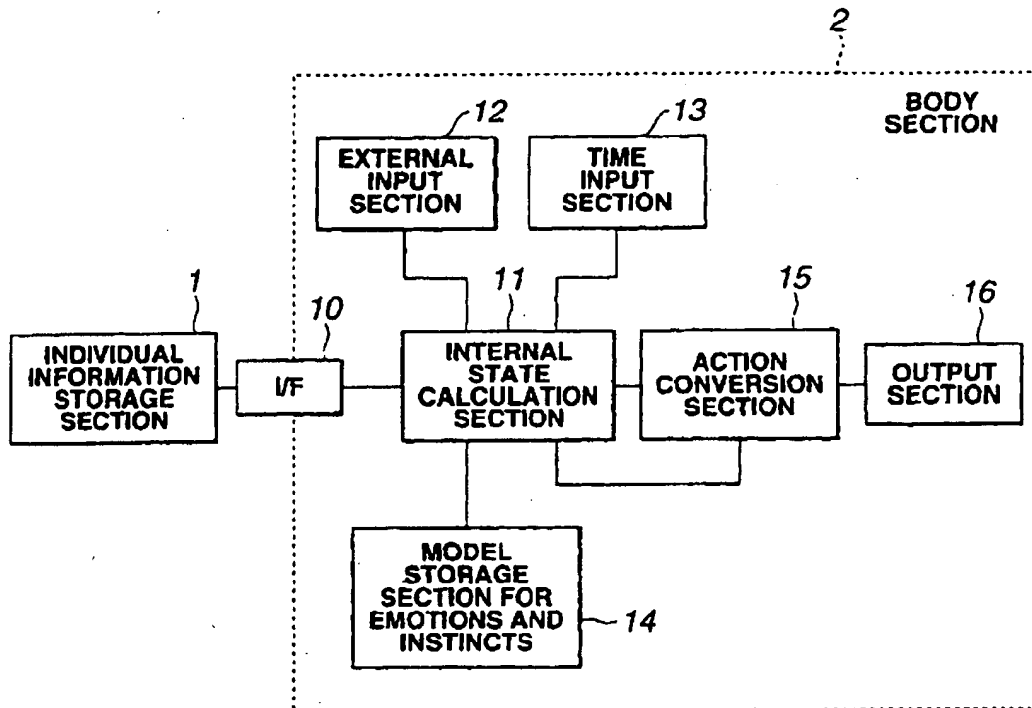 2
BODY
SECTION
12
13
EXTERNAL
INPUT
SECTION
TIME
INPUT
SECTION
1
10
11
15
16
INDIVIDUAL
INFORMATION
STORAGE
SECTION
I/F
INTERNAL
STATE
CALCULATION
SECTION
ACTION
CONVERSION
SECTION
OUTPUT
SECTION
MODEL
STORAGE
SECTION FOR
EMOTIONS AND
INSTINCTS
14